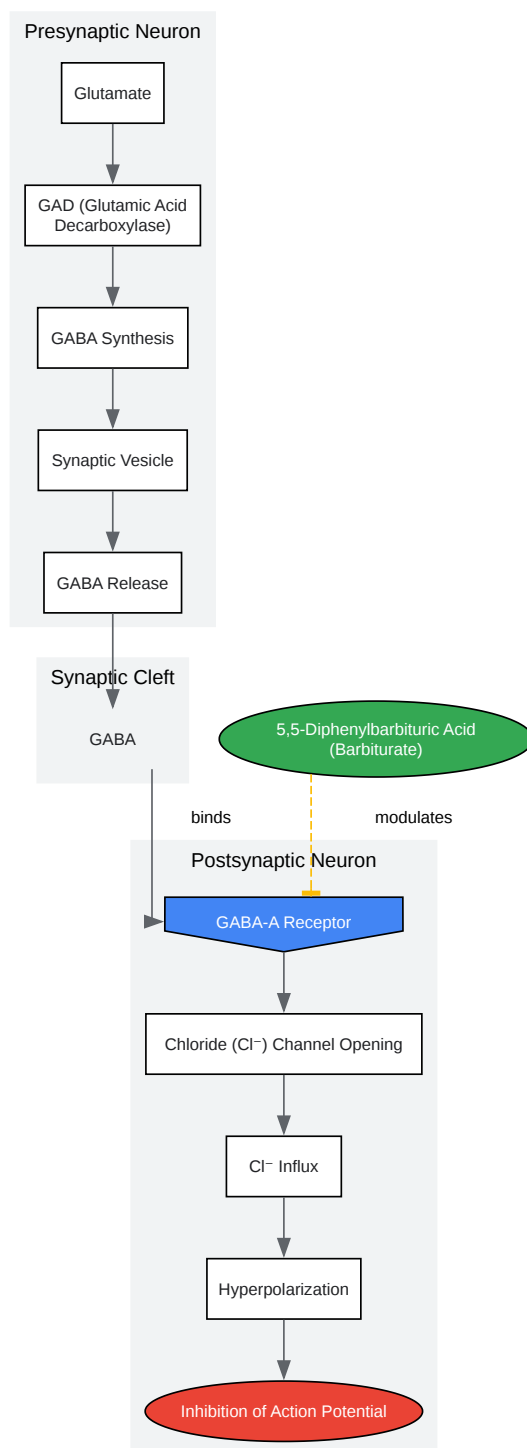 Presynaptic Neuron
Glutamate
GAD (Glutamic Acid
Decarboxylase)
GABA Synthesis
Synaptic Vesicle
GABA Release
Synaptic Cleft
GABA
5,5-Diphenylbarbituric Acid
(Barbiturate)
binds
modulates
Postsynaptic Neuron
GABA-A Receptor
Chloride (Cl⁻) Channel Opening
Cl⁻ Influx
Hyperpolarization
Inhibition of Action Potential